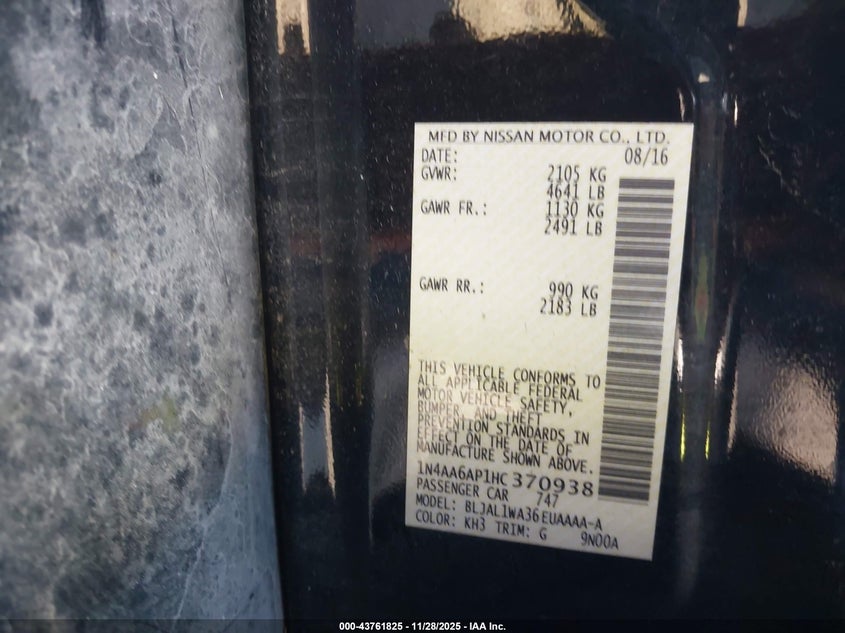 MFD BY NISSAN MOTOR CO., LTD.
DATE: 08/16
GVWR: 2105 KG
4641 LB
GAWR FR.: 1130 KG
2491 LB
GAWR RR.: 990 KG
2183 LB
THIS VEHICLE CONFORMS TO
ALL APPLICABLE FEDERAL
MOTOR VEHICLE SAFETY,
BUMPER, AND THEFT
PREVENTION STANDARDS IN
EFFECT ON THE DATE OF
MANUFACTURE SHOWN ABOVE.
1N4AA6AP1HC370938
PASSENGER CAR 747
MODEL: BLJAL1WA36EUAAAA-A
COLOR: KH3 TRIM: G 9N00A
000-43761825 - 11/28/2025 - IAA Inc.